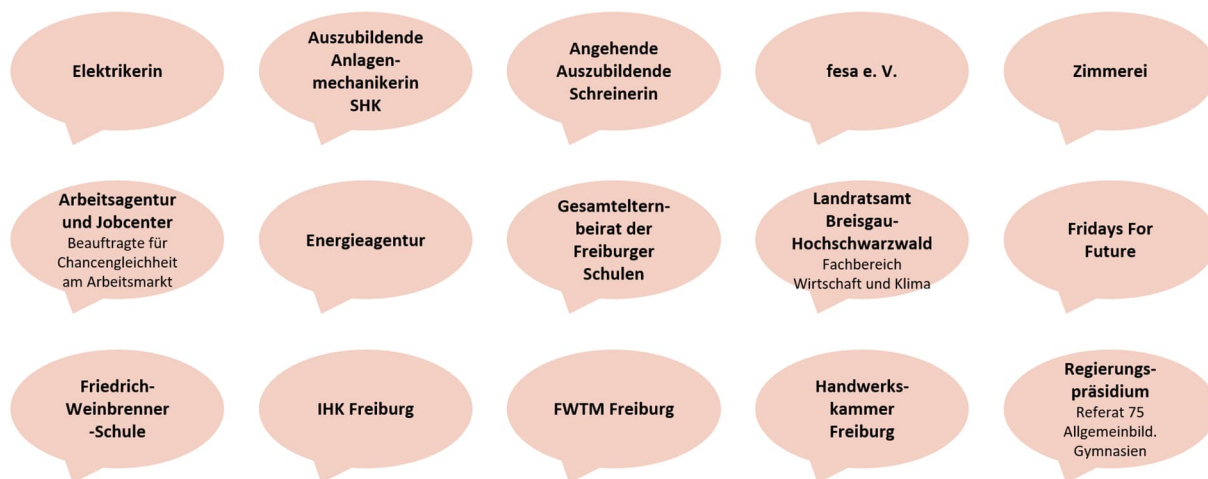 Elektrikerin
Auszubildende
Anlagen-
mechanikerin
SHK
Angehende
Auszubildende
Schreinerin
fesa e. V.
Zimmerei
Arbeitsagentur
und Jobcenter
Beauftragte für
Chancengleichheit
am Arbeitsmarkt
Energieagentur
Gesamteltern-
beirat der
Freiburger
Schulen
Landratsamt
Breisgau-
Hochschwarzwald
Fachbereich
Wirtschaft und Klima
Fridays For
Future
Friedrich-
Weinbrenner
-Schule
IHK Freiburg
FWTM Freiburg
Handwerks-
kammer
Freiburg
Regierungs-
präsidium
Referat 75
Allgemeinbild.
Gymnasien